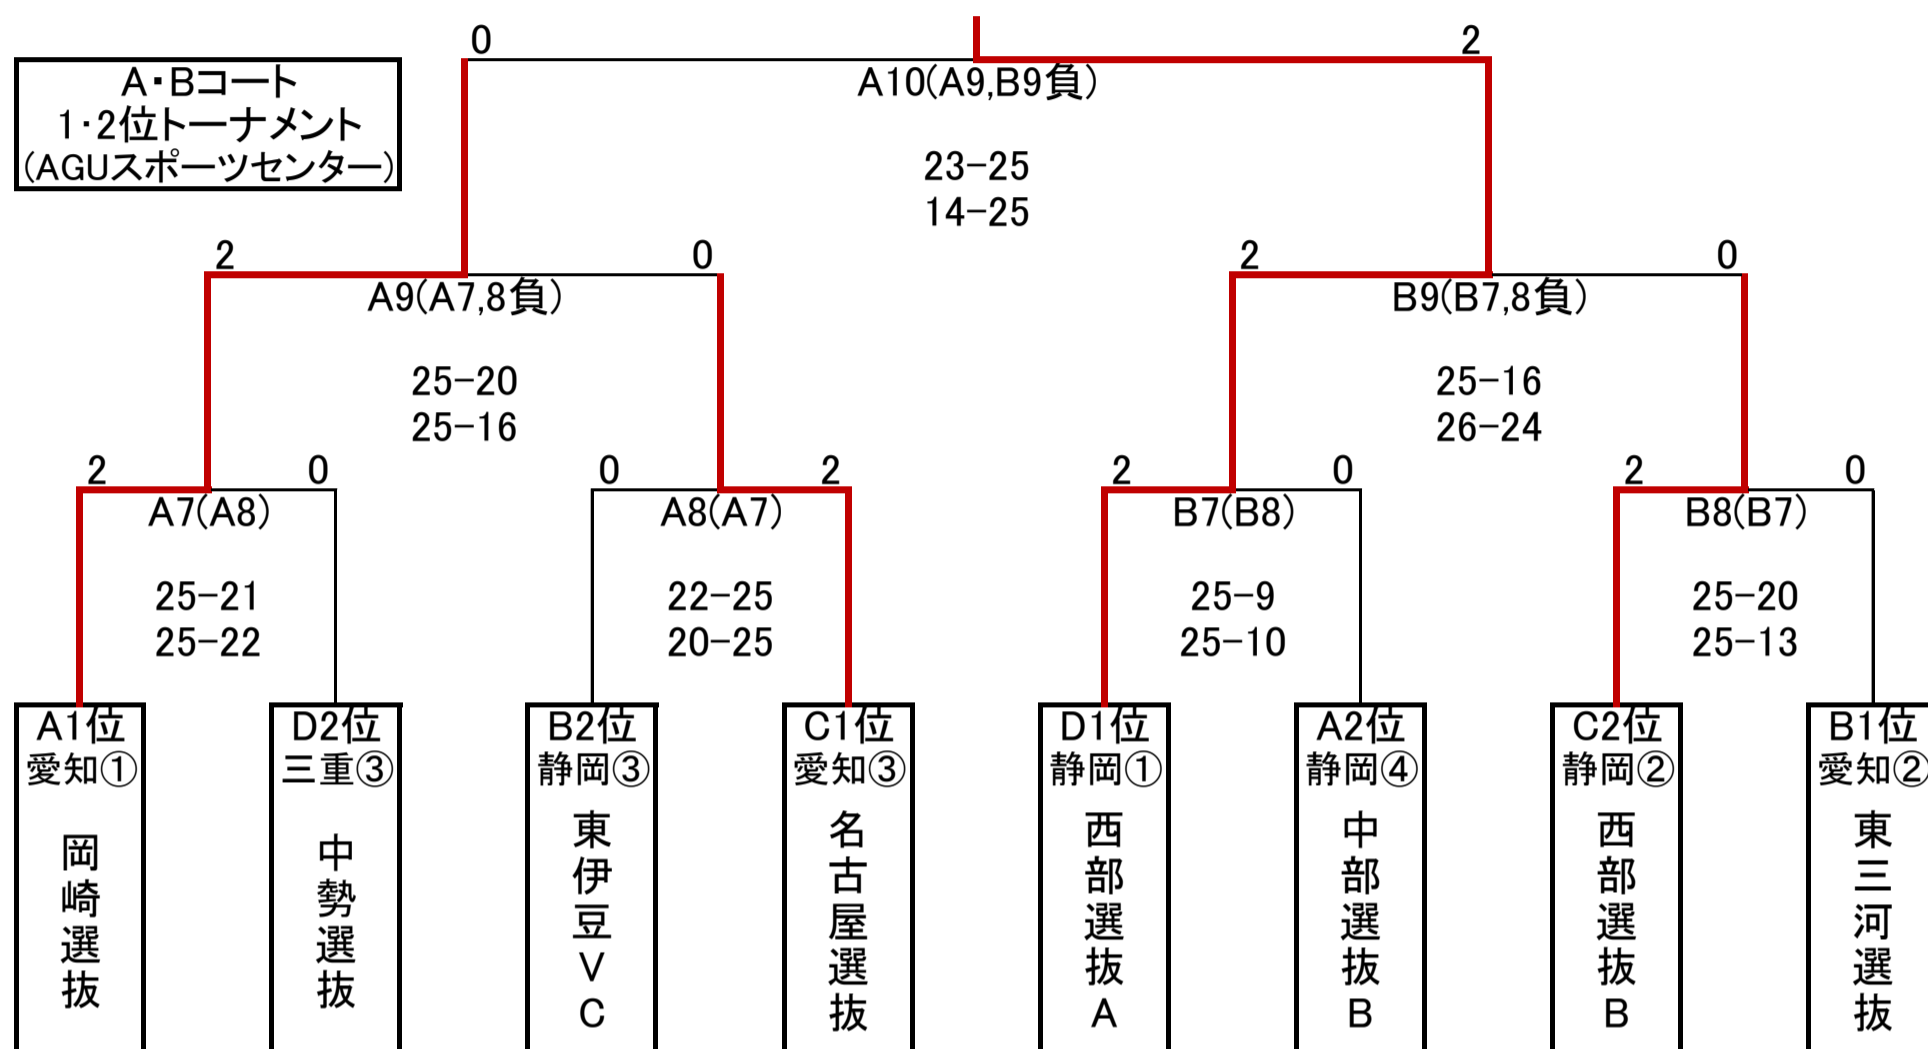 A・Bコート
1・2位トーナメント
(AGUスポーツセンター)
0
2
A10(A9,B9負)
23-25
14-25
2
0
2
0
A9(A7,8負)
B9(B7,8負)
25-20
25-16
25-16
26-24
2
0
0
2
2
0
2
0
A7(A8)
A8(A7)
B7(B8)
B8(B7)
25-21
25-22
22-25
20-25
25-9
25-10
25-20
25-13
A1位
愛知①
岡崎選抜
D2位
三重③
中勢選抜
B2位
静岡③
東伊豆VC
C1位
愛知③
名古屋選抜
D1位
静岡①
西部選抜A
A2位
静岡④
中部選抜B
C2位
静岡②
西部選抜B
B1位
愛知②
東三河選抜